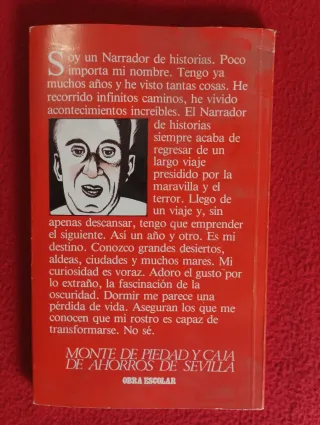 Soy un Narrador de historias. Poco
importa mi nombre. Tengo ya
muchos años y he visto tantas cosas. He
recorrido infinitos caminos, he vivido
acontecimientos increíbles. El Narrador
de historias
siempre acaba de
regresar de un
largo viaje
presidido por la
maravilla y el
terror. Llego de
un viaje y, sin
apenas descansar, tengo que emprender
el siguiente. Así un año y otro. Es mi
destino. Conozco grandes desiertos,
aldeas, ciudades y muchos mares. Mi
curiosidad es voraz. Adoro el gusto por
lo extraño, la fascinación de la
oscuridad. Dormir me parece una
pérdida de vida. Aseguran los que me
conocen que mi rostro es capaz de
transformarse. No sé.
MONTE DE PIEDAD Y CAJA
DE AHORROS DE SEVILLA
OBRA ESCOLAR